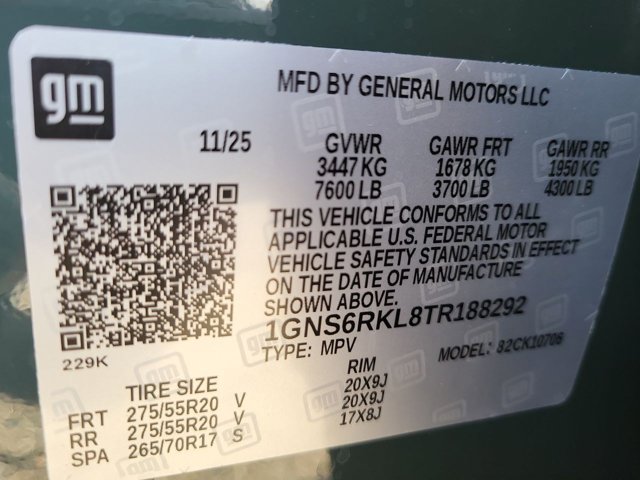 gm
MFD BY GENERAL MOTORS LLC
11/25 GVWR GAWR FRT GAWR RR
3447 KG 1678 KG 1950 KG
7600 LB 3700 LB 4300 LB
THIS VEHICLE CONFORMS TO ALL
APPLICABLE U.S. FEDERAL MOTOR
VEHICLE SAFETY STANDARDS IN EFFECT
ON THE DATE OF MANUFACTURE
SHOWN ABOVE.
1GNS6RKL8TR188292
229K TYPE: MPV MODEL: 82CK10706
TIRE SIZE RIM
FRT 275/55R20 V 20X9J
RR 275/55R20 V 20X9J
SPA 265/70R17 S 17X8J